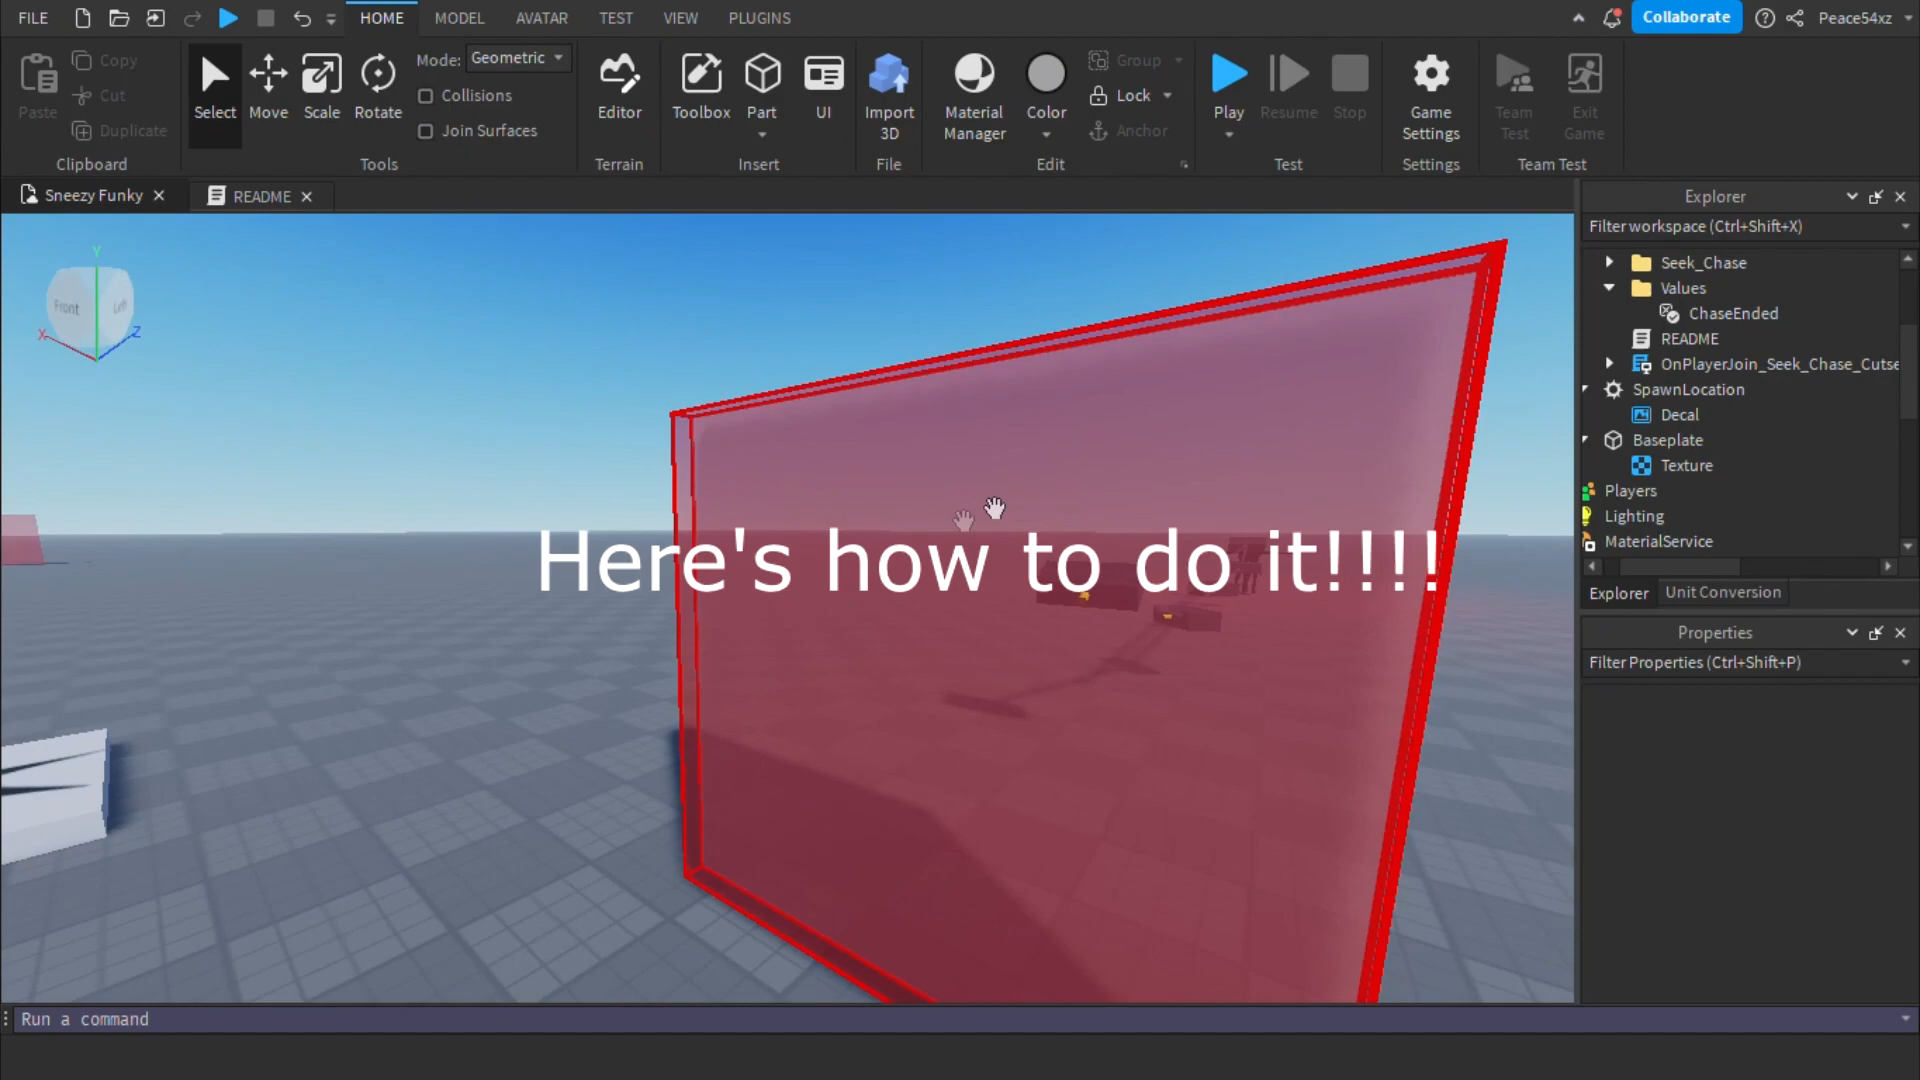 FILE HOME MODEL AVATAR TEST VIEW PLUGINS Collaborate Peace54xz
Paste Copy Cut Duplicate Clipboard
Select Move Scale Rotate Mode: Geometric Collisions Join Surfaces Tools
Editor Terrain
Toolbox Part UI Insert
Import 3D File
Material Manager Color Group Lock Anchor Edit
Play Resume Stop Test
Game Settings Settings
Team Test Exit Game Team Test
Sneezy Funky README
Y
Front Left
X Z
Here's how to do it!!!!
Explorer
Filter workspace (Ctrl+Shift+X)
Seek_Chase
Values
ChaseEnded
README
OnPlayerJoin_Seek_Chase_Cutse
SpawnLocation
Decal
Baseplate
Texture
Players
Lighting
MaterialService
Explorer Unit Conversion
Properties
Filter Properties (Ctrl+Shift+P)
Run a command